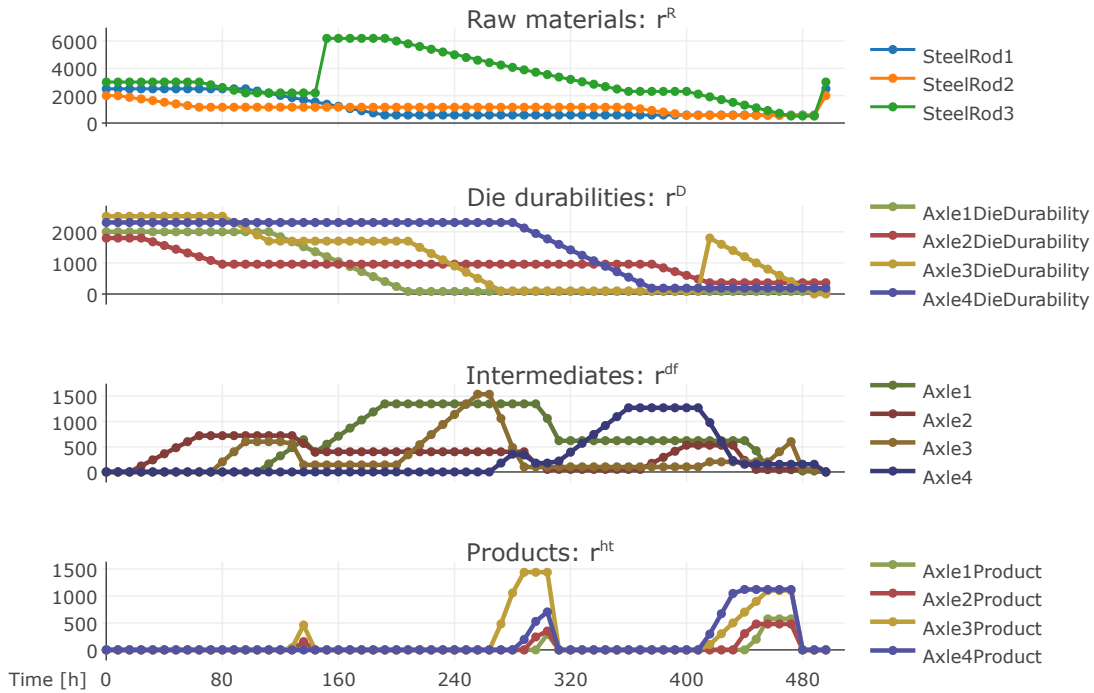 Raw materials: r^R
6000
4000
2000
0
SteelRod1
SteelRod2
SteelRod3
Die durabilities: r^D
2000
1000
0
Axle1DieDurability
Axle2DieDurability
Axle3DieDurability
Axle4DieDurability
Intermediates: r^df
1500
1000
500
0
Axle1
Axle2
Axle3
Axle4
Products: r^ht
1500
1000
500
0
Axle1Product
Axle2Product
Axle3Product
Axle4Product
Time [h] 0 80 160 240 320 400 480